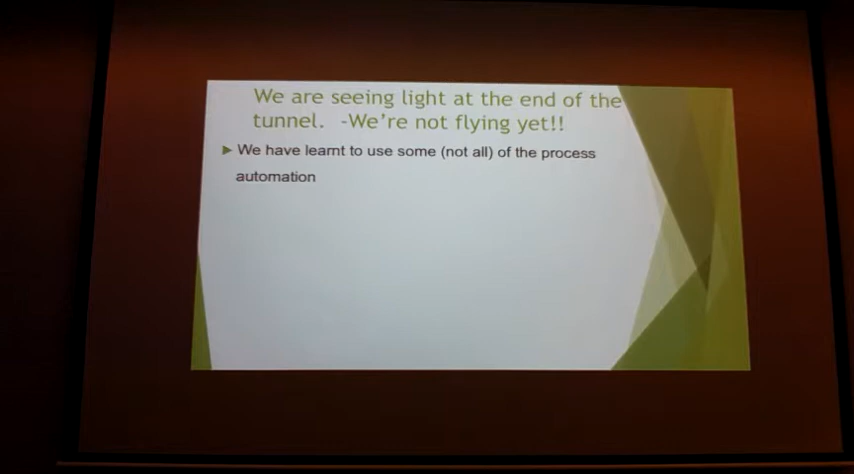 We are seeing light at the end of the
tunnel. -We're not flying yet!!
We have learnt to use some (not all) of the process
automation